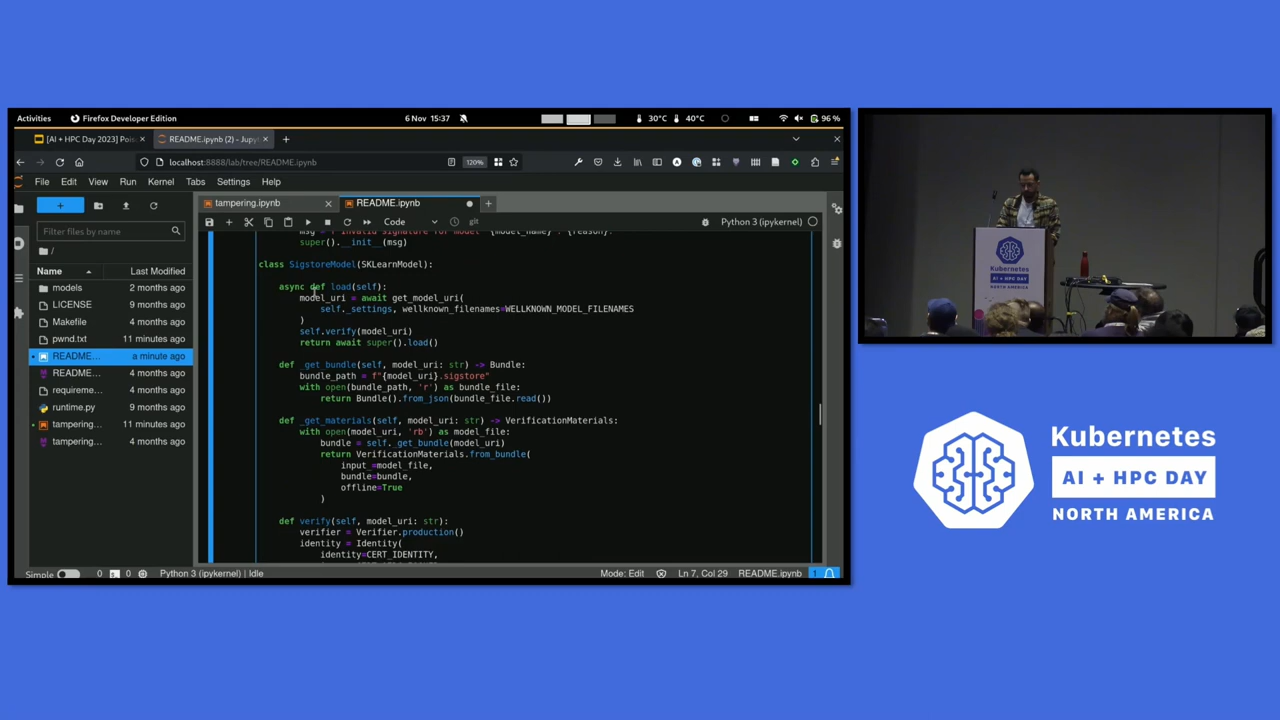 Activities
Firefox Developer Edition
6 Nov 15:37
30°C
40°C
96 %
[AI + HPC Day 2023] Pois
README.ipynb (2) - Jupyt
localhost:8888/lab/tree/README.ipynb
120%
File Edit View Run Kernel Tabs Settings Help
tampering.ipynb
README.ipynb
Code
Python 3 (ipykernel)
Filter files by name
/
Name
Last Modified
models 2 months ago
LICENSE 9 months ago
Makefile 4 months ago
pwnd.txt 11 minutes ago
README... a minute ago
README... 4 months ago
requireme... 4 months ago
runtime.py 9 months ago
tampering... 11 minutes ago
tampering... 4 months ago
super().__init__(msg)
class SigstoreModel(SKLearnModel):
async def load(self):
model_uri = await get_model_uri(
self._settings, wellknown_filenames=WELLKNOWN_MODEL_FILENAMES
)
self.verify(model_uri)
return await super().load()
def _get_bundle(self, model_uri: str) -> Bundle:
bundle_path = f"{model_uri}.sigstore"
with open(bundle_path, 'r') as bundle_file:
return Bundle().from_json(bundle_file.read())
def _get_materials(self, model_uri: str) -> VerificationMaterials:
with open(model_uri, 'rb') as model_file:
bundle = self._get_bundle(model_uri)
return VerificationMaterials.from_bundle(
input_=model_file,
bundle=bundle,
offline=True
)
def verify(self, model_uri: str):
verifier = Verifier.production()
identity = Identity(
identity=CERT_IDENTITY,
Simple
0
0
Python 3 (ipykernel) | Idle
Mode: Edit
Ln 7, Col 29
README.ipynb
1
Kubernetes
AI + HPC DAY
NORTH AMERICA
Kubernetes
AI + HPC DAY
NORTH AMERICA